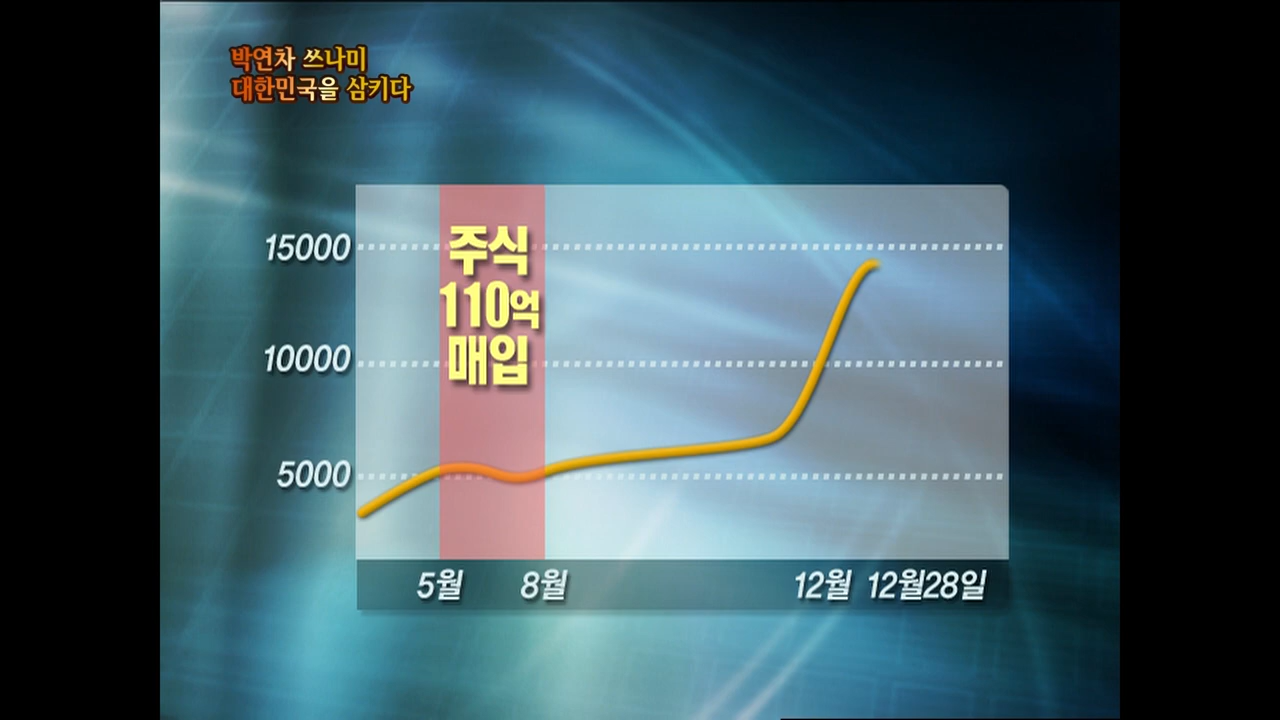 박연차 쓰나미
대한민국을 삼키다
주식
110억
매입
15000
10000
5000
5월 8월 12월 12월28일